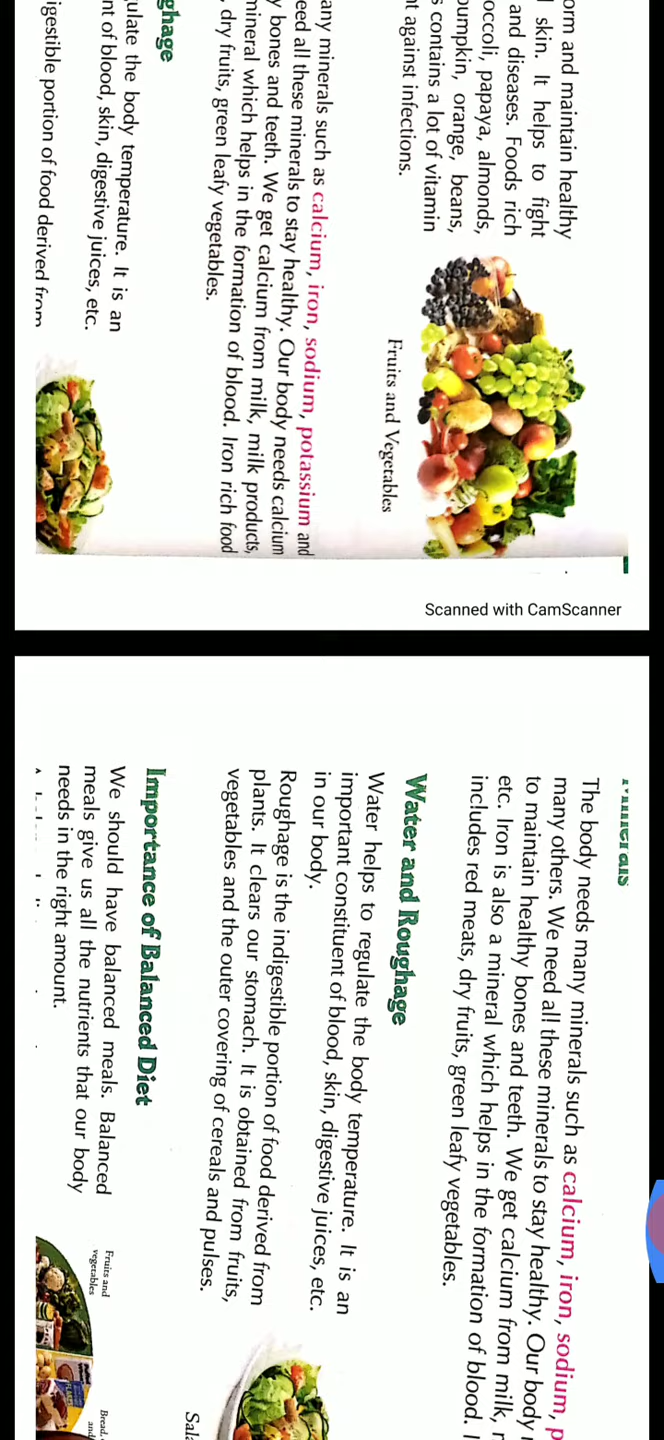 orm and maintain healthy
skin. It helps to fight
and diseases. Foods rich
occoli, papaya, almonds,
pumpkin, orange, beans,
s contains a lot of vitamin
against infections.
Fruits and Vegetables
any minerals such as calcium, iron, sodium, potassium and
eed all these minerals to stay healthy. Our body needs calcium
y bones and teeth. We get calcium from milk, milk products,
mineral which helps in the formation of blood. Iron rich food
, dry fruits, green leafy vegetables.
ghage
gulate the body temperature. It is an
nt of blood, skin, digestive juices, etc.
igestible portion of food derived from
Scanned with CamScanner
Minerals
The body needs many minerals such as calcium, iron, sodium, p
many others. We need all these minerals to stay healthy. Our body
to maintain healthy bones and teeth. We get calcium from milk,
etc. Iron is also a mineral which helps in the formation of blood. I
includes red meats, dry fruits, green leafy vegetables.
Water and Roughage
Water helps to regulate the body temperature. It is an
important constituent of blood, skin, digestive juices, etc.
in our body.
Roughage is the indigestible portion of food derived from
plants. It clears our stomach. It is obtained from fruits,
vegetables and the outer covering of cereals and pulses.
Sala
Importance of Balanced Diet
We should have balanced meals. Balanced
meals give us all the nutrients that our body
needs in the right amount.
Fruits and
vegetables
Bread,
and